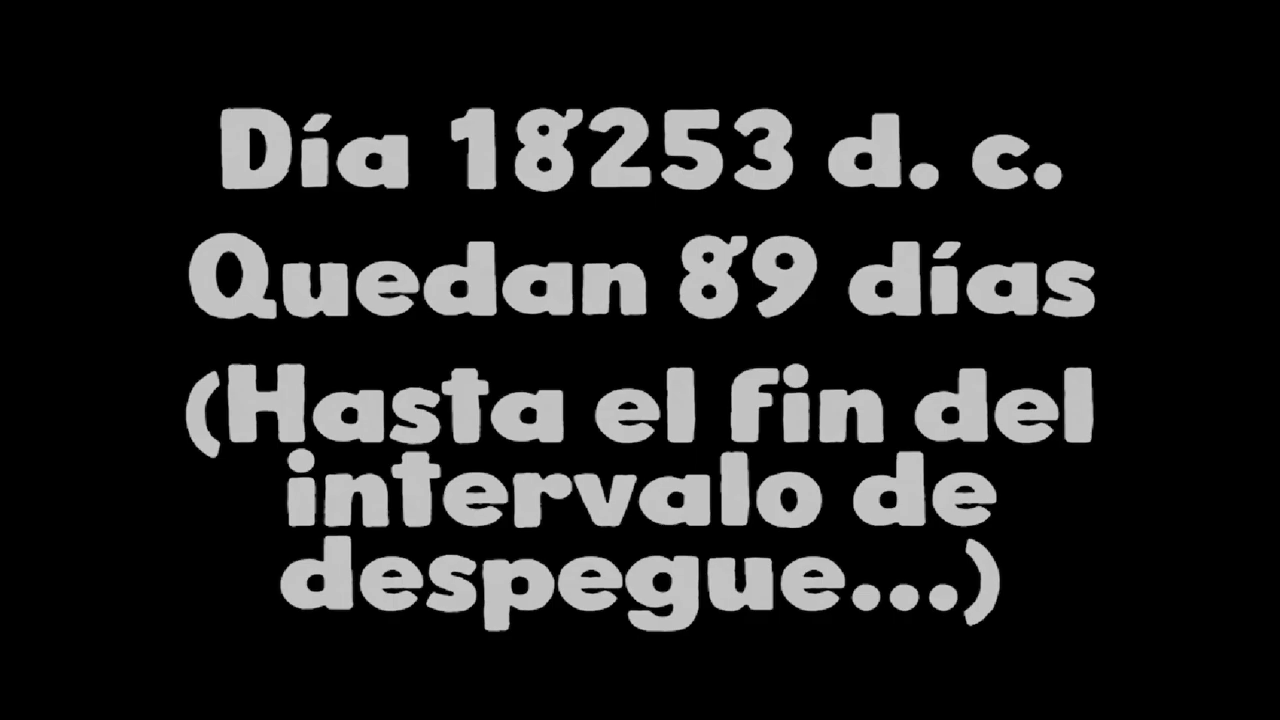 Día 18253 d. c.
Quedan 89 días
(Hasta el fin del
intervalo de
despegue...)